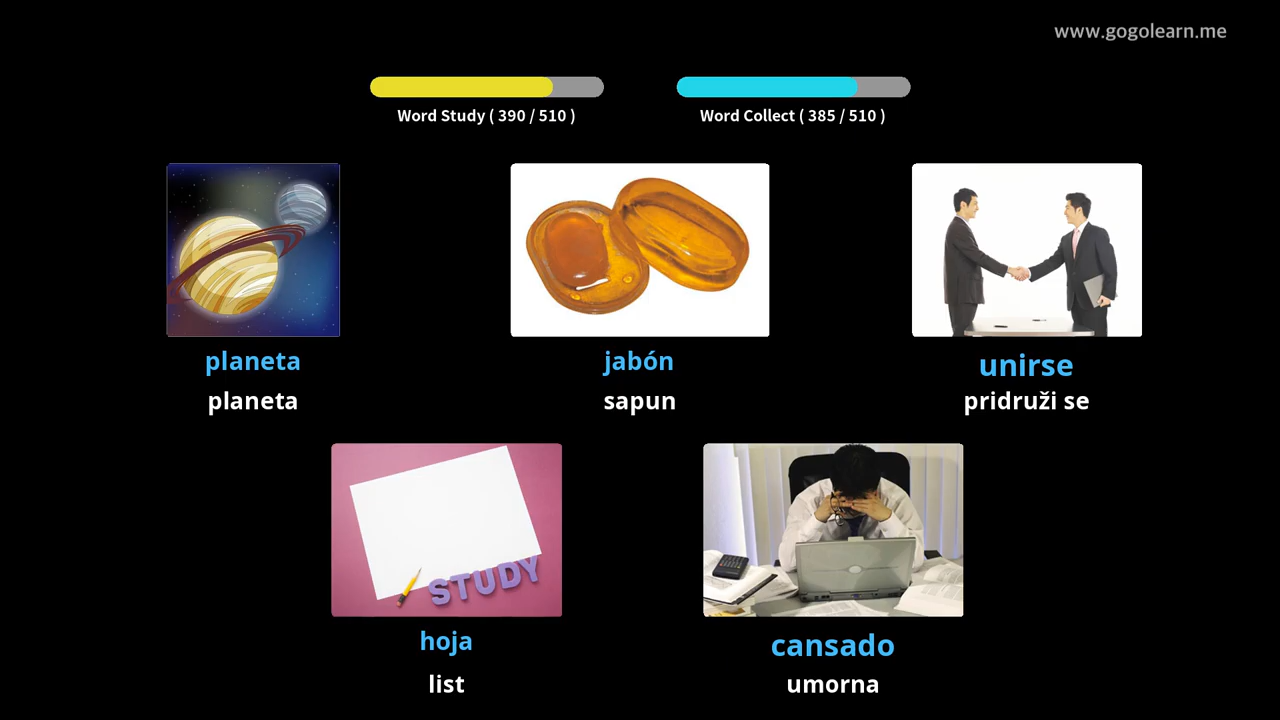 www.gogolearn.me
Word Study ( 390 / 510 )
Word Collect ( 385 / 510 )
planeta
planeta
jabón
sapun
unirse
pridruži se
STUDY
hoja
list
cansado
umorna